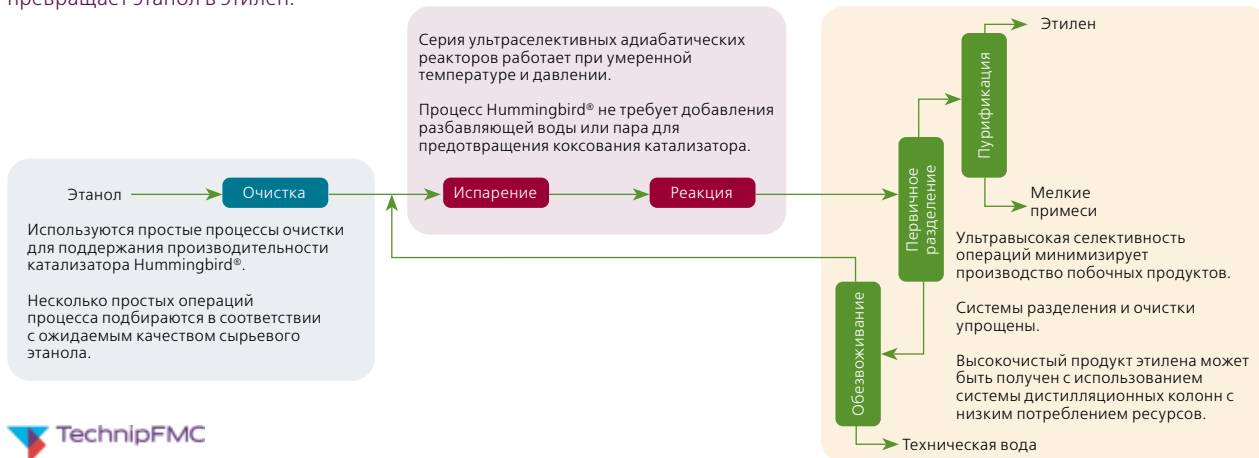 превращает этанол в этилен.
Серия ультраселективных адиабатических
реакторов работает при умеренной
температуре и давлении.
Процесс Hummingbird® не требует добавления
разбавляющей воды или пара для
предотвращения коксования катализатора.
Этанол
Очистка
Испарение
Реакция
Используются простые процессы очистки
для поддержания производительности
катализатора Hummingbird®.
Несколько простых операций
процесса подбираются в соответствии
с ожидаемым качеством сырьевого
этанола.
Первичное
разделение
Пурификация
Этилен
Мелкие
примеси
Обезвоживание
Техническая вода
Ультравысокая селективность
операций минимизирует
производство побочных продуктов.
Системы разделения и очистки
упрощены.
Высокочистый продукт этилена может
быть получен с использованием
системы дистилляционных колонн с
низким потреблением ресурсов.
TechnipFMC